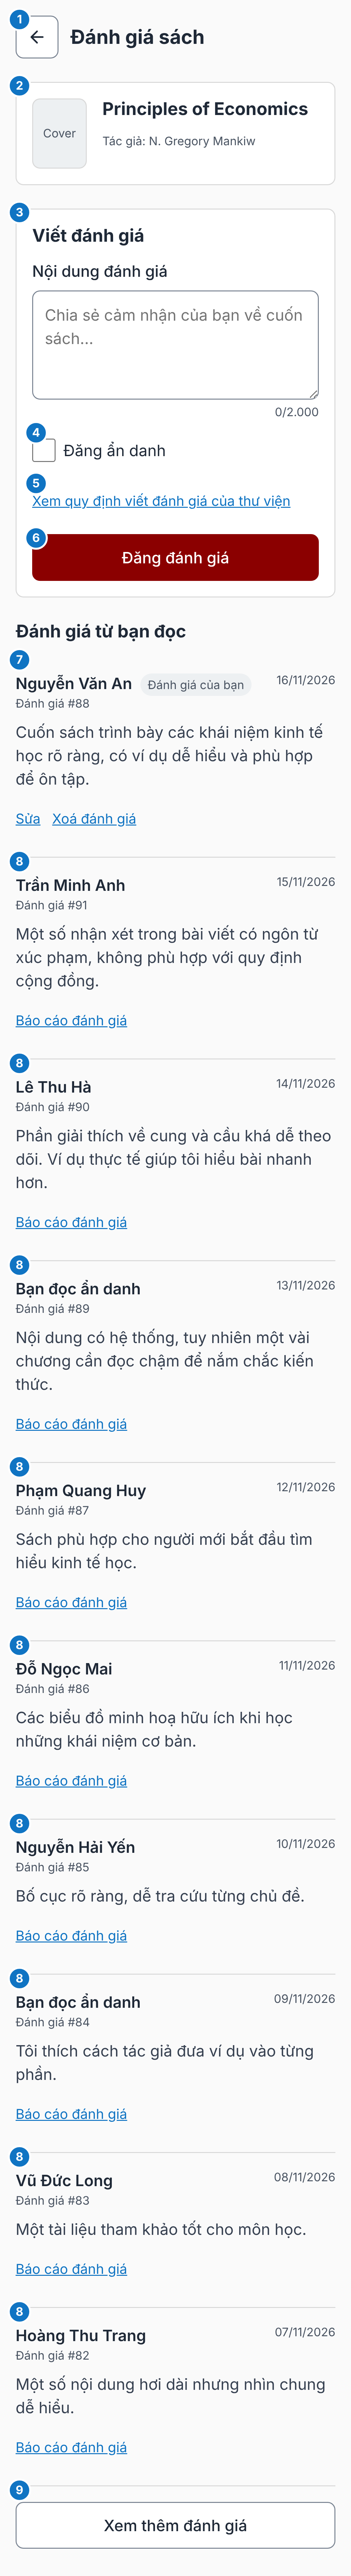 1
Đánh giá sách
2
Cover
Principles of Economics
Tác giả: N. Gregory Mankiw
3
Viết đánh giá
Nội dung đánh giá
Chia sẻ cảm nhận của bạn về cuốn
sách...
0/2.000
4
Đăng ẩn danh
5
Xem quy định viết đánh giá của thư viện
6
Đăng đánh giá
Đánh giá từ bạn đọc
7
Nguyễn Văn An Đánh giá của bạn 16/11/2026
Đánh giá #88
Cuốn sách trình bày các khái niệm kinh tế
học rõ ràng, có ví dụ dễ hiểu và phù hợp
để ôn tập.
Sửa Xoá đánh giá
8
Trần Minh Anh 15/11/2026
Đánh giá #91
Một số nhận xét trong bài viết có ngôn từ
xúc phạm, không phù hợp với quy định
cộng đồng.
Báo cáo đánh giá
8
Lê Thu Hà 14/11/2026
Đánh giá #90
Phần giải thích về cung và cầu khá dễ theo
dõi. Ví dụ thực tế giúp tôi hiểu bài nhanh
hơn.
Báo cáo đánh giá
8
Bạn đọc ẩn danh 13/11/2026
Đánh giá #89
Nội dung có hệ thống, tuy nhiên một vài
chương cần đọc chậm để nắm chắc kiến
thức.
Báo cáo đánh giá
8
Phạm Quang Huy 12/11/2026
Đánh giá #87
Sách phù hợp cho người mới bắt đầu tìm
hiểu kinh tế học.
Báo cáo đánh giá
8
Đỗ Ngọc Mai 11/11/2026
Đánh giá #86
Các biểu đồ minh hoạ hữu ích khi học
những khái niệm cơ bản.
Báo cáo đánh giá
8
Nguyễn Hải Yến 10/11/2026
Đánh giá #85
Bố cục rõ ràng, dễ tra cứu từng chủ đề.
Báo cáo đánh giá
8
Bạn đọc ẩn danh 09/11/2026
Đánh giá #84
Tôi thích cách tác giả đưa ví dụ vào từng
phần.
Báo cáo đánh giá
8
Vũ Đức Long 08/11/2026
Đánh giá #83
Một tài liệu tham khảo tốt cho môn học.
Báo cáo đánh giá
8
Hoàng Thu Trang 07/11/2026
Đánh giá #82
Một số nội dung hơi dài nhưng nhìn chung
dễ hiểu.
Báo cáo đánh giá
9
Xem thêm đánh giá